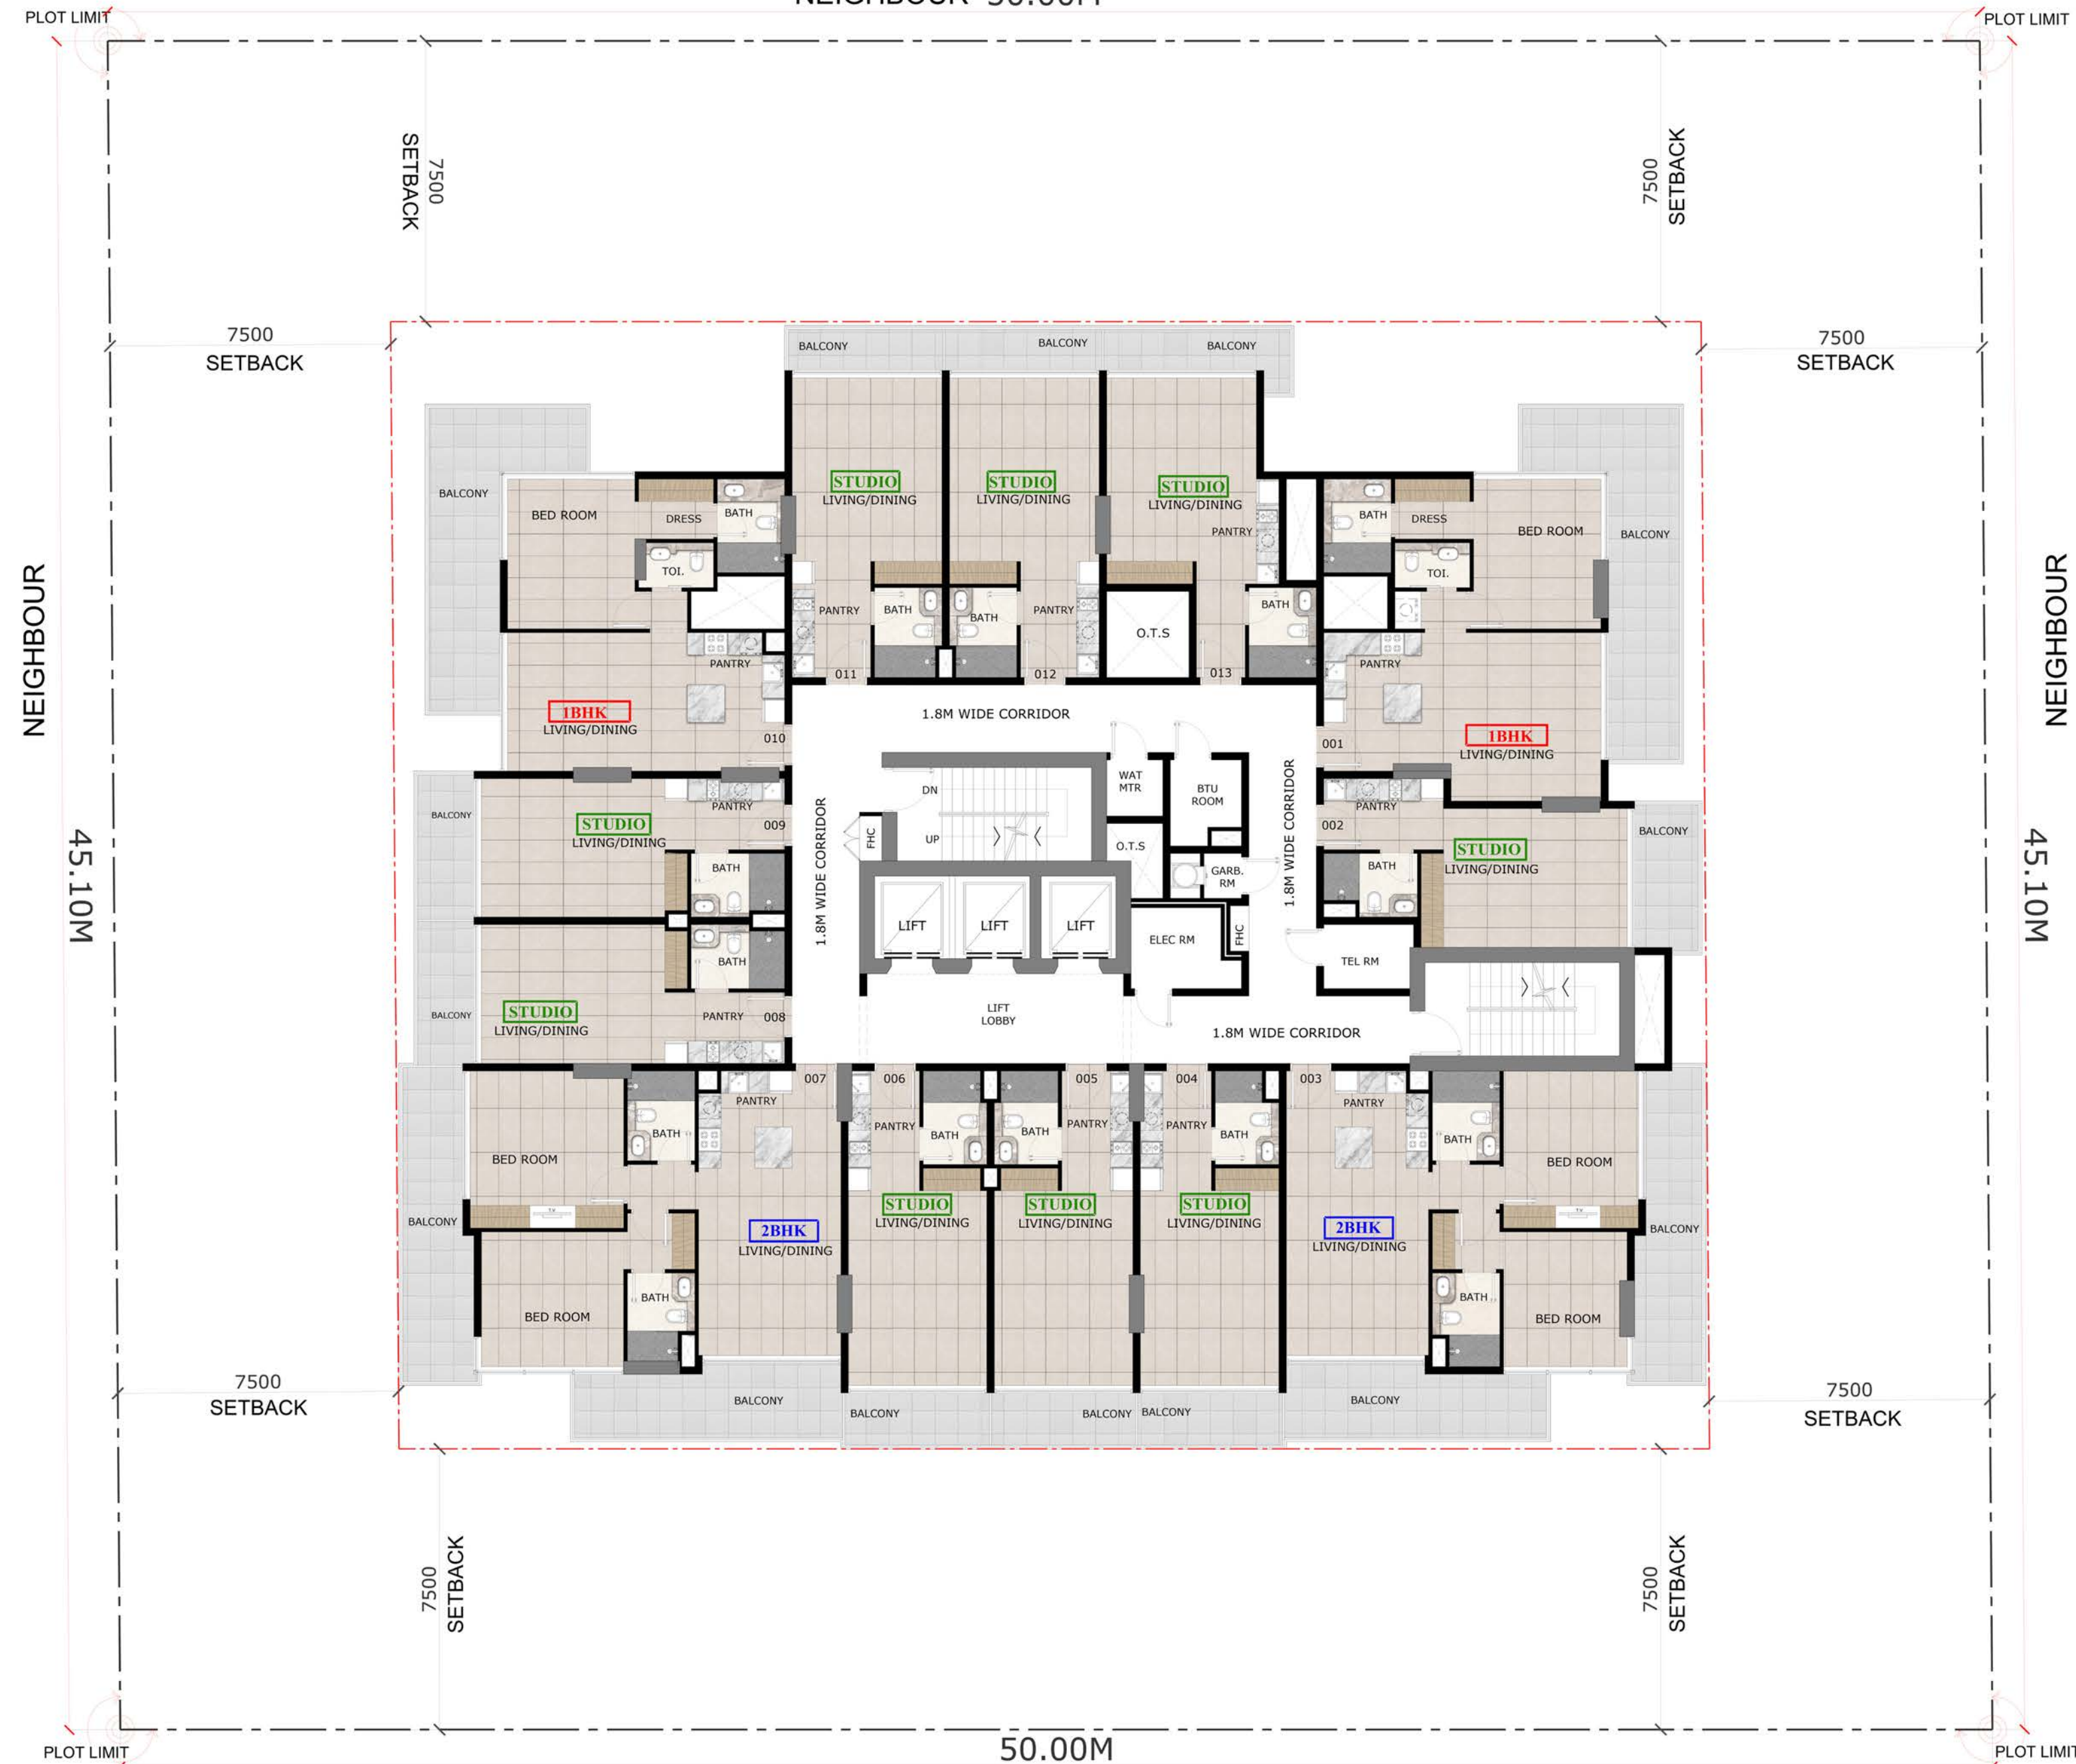 NEIGHBOUR 50.00M
PLOT LIMIT
PLOT LIMIT
7500
SETBACK
7500
SETBACK
7500
SETBACK
7500
SETBACK
BALCONY
BALCONY
BALCONY
STUDIO
LIVING/DINING
STUDIO
LIVING/DINING
STUDIO
LIVING/DINING
PANTRY
BALCONY
BED ROOM
DRESS
BATH
TOI.
BATH
DRESS
BED ROOM
BALCONY
TOI.
PANTRY
BATH
BATH
PANTRY
O.T.S
BATH
011
012
013
NEIGHBOUR
NEIGHBOUR
PANTRY
1BHK
LIVING/DINING
010
1.8M WIDE CORRIDOR
PANTRY
001
1BHK
LIVING/DINING
45.10M
45.10M
BALCONY
STUDIO
LIVING/DINING
PANTRY
009
BATH
1.8M WIDE CORRIDOR
FHC
DN
UP
WAT
MTR
BTU
ROOM
O.T.S
GARB.
RM
1.8M WIDE CORRIDOR
002
PANTRY
BATH
STUDIO
LIVING/DINING
BALCONY
LIFT
LIFT
LIFT
ELEC RM
FHC
TEL RM
BATH
BALCONY
STUDIO
LIVING/DINING
PANTRY
008
LIFT
LOBBY
1.8M WIDE CORRIDOR
007
006
005
004
003
PANTRY
BATH
BED ROOM
TV
BALCONY
2BHK
LIVING/DINING
BATH
BED ROOM
PANTRY
BATH
STUDIO
LIVING/DINING
BATH
PANTRY
STUDIO
LIVING/DINING
PANTRY
BATH
STUDIO
LIVING/DINING
PANTRY
BATH
BED ROOM
TV
2BHK
LIVING/DINING
BALCONY
BATH
BED ROOM
BALCONY
BALCONY
BALCONY
BALCONY
BALCONY
7500
SETBACK
7500
SETBACK
7500
SETBACK
7500
SETBACK
PLOT LIMIT
50.00M
PLOT LIMIT